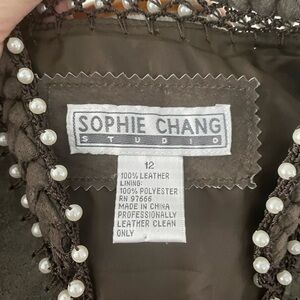 SOPHIE CHANG
STUDIO
12
100% LEATHER
LINING:
100% POLYESTER
RN 97666
MADE IN CHINA
PROFESSIONALLY
LEATHER CLEAN
ONLY